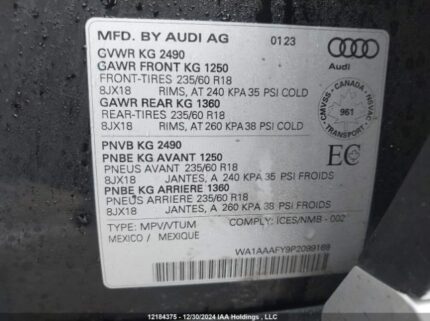 MFD. BY AUDI AG 0123
Audi
GVWR KG 2490
GAWR FRONT KG 1250
FRONT-TIRES 235/60 R18
8JX18 RIMS, AT 240 KPA 35 PSI COLD
GAWR REAR KG 1360
REAR-TIRES 235/60 R18
8JX18 RIMS, AT 260 KPA 38 PSI COLD
CMVSS - CANADA - NSVAC
961
TRANSPORT
PNVB KG 2490
PNBE KG AVANT 1250
PNEUS AVANT 235/60 R18
8JX18 JANTES, A 240 KPA 35 PSI FROIDS
PNBE KG ARRIERE 1360
PNEUS ARRIERE 235/60 R18
8JX18 JANTES, A 260 KPA 38 PSI FROIDS
EC
TYPE: MPV/VTUM COMPLY: ICES/NMB - 002
MEXICO / MEXIQUE
WA1AAAFY9P2099168
12184375 - 12/30/2024 IAA Holdings , LLC